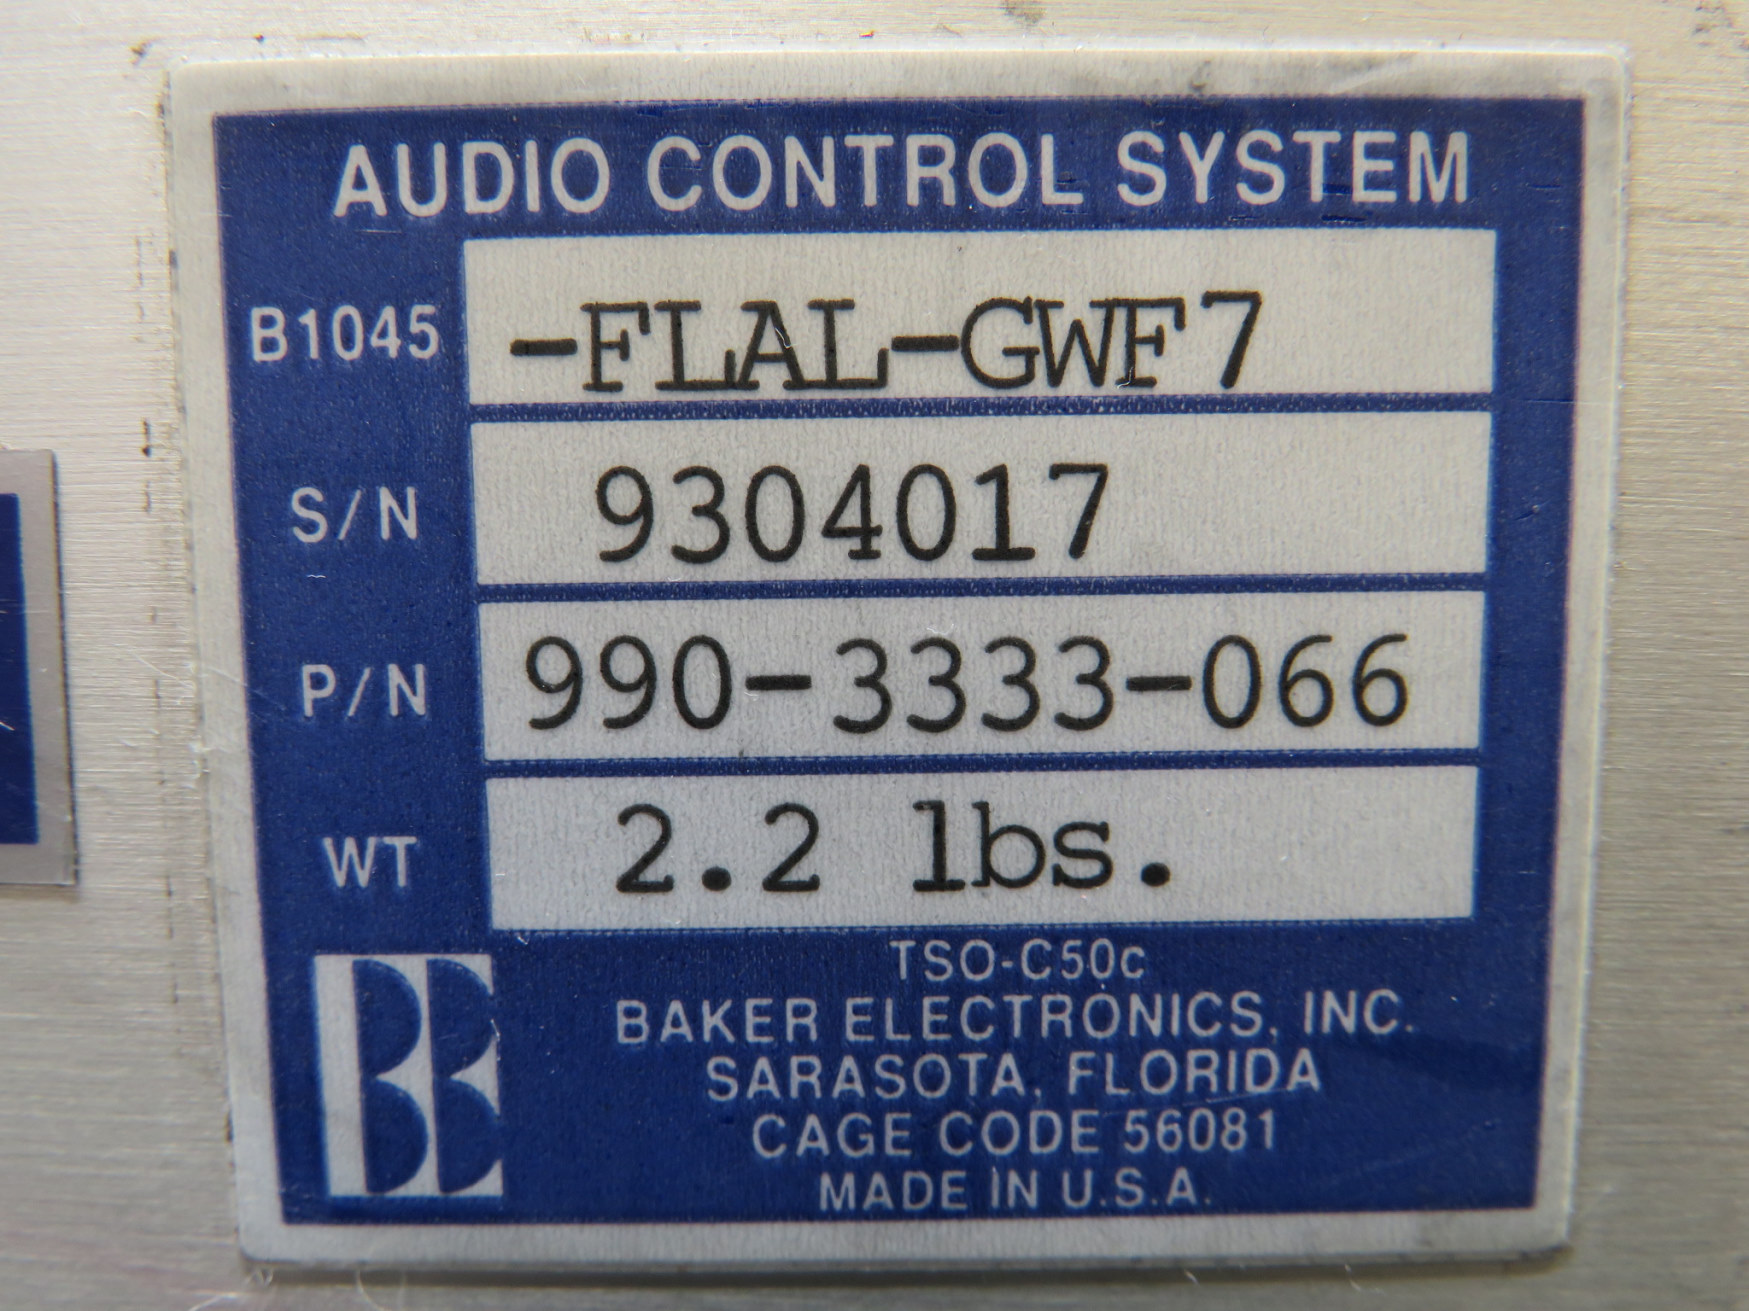 AUDIO CONTROL SYSTEM
B1045 -FLAL-GWF7
S/N 9304017
P/N 990-3333-066
WT 2.2 lbs.
TSO-C50c
BAKER ELECTRONICS, INC.
SARASOTA, FLORIDA
CAGE CODE 56081
MADE IN U.S.A.
BE